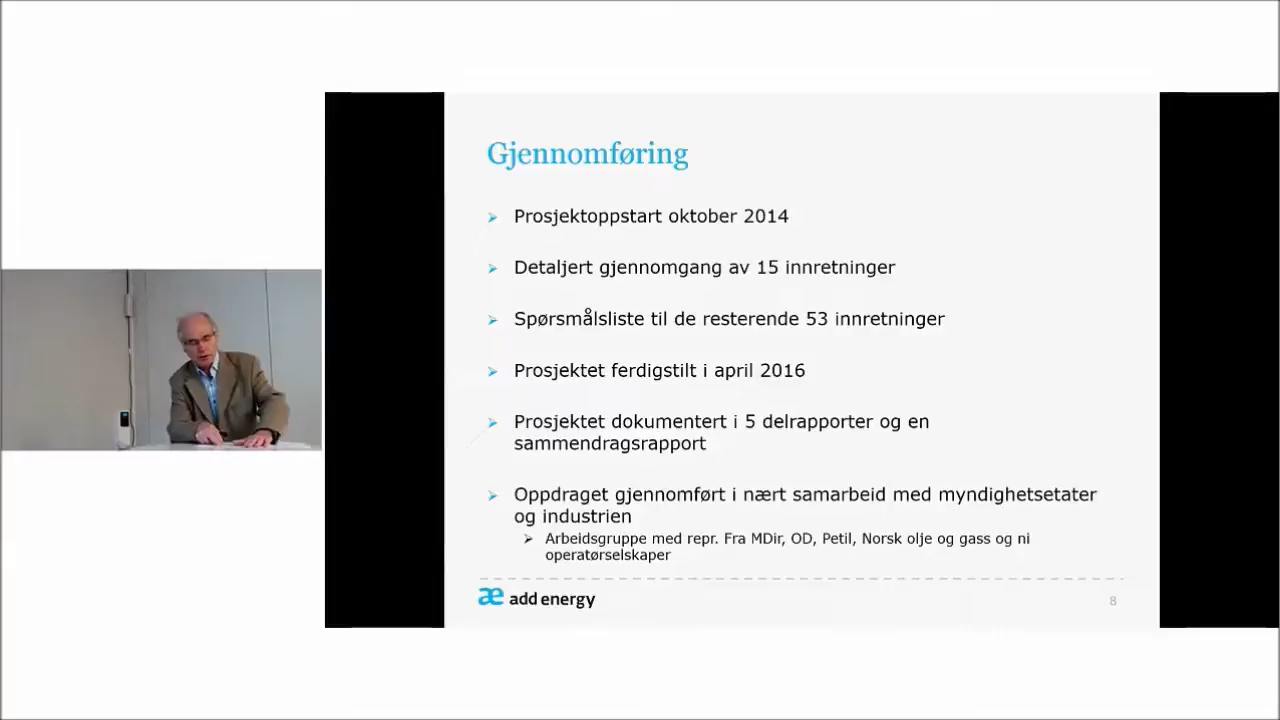 Gjennomføring
Prosjektoppstart oktober 2014
Detaljert gjennomgang av 15 innretninger
Spørsmålsliste til de resterende 53 innretninger
Prosjektet ferdigstilt i april 2016
Prosjektet dokumentert i 5 delrapporter og en
sammendragsrapport
Oppdraget gjennomført i nært samarbeid med myndighetsetater
og industrien
Arbeidsgruppe med repr. Fra MDir, OD, Petil, Norsk olje og gass og ni
operatørselskaper
æ add energy
8